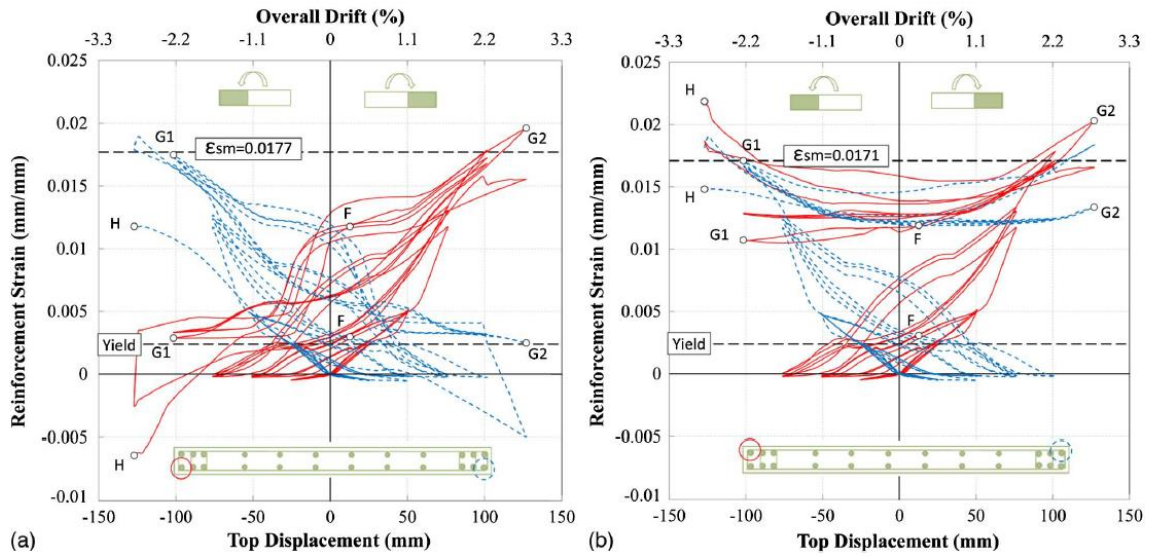 Overall Drift (%)
-3.3 -2.2 -1.1 0 1.1 2.2 3.3
0.025
0.02
0.015
0.01
0.005
0
-0.005
-0.01
Reinforcement Strain (mm/mm)
G1
εsm=0.0177
G2
H
F
F
Yield
G1
G2
H
-150 -100 -50 0 50 100 150
(a) Top Displacement (mm)
Overall Drift (%)
-3.3 -2.2 -1.1 0 1.1 2.2 3.3
0.025
0.02
0.015
0.01
0.005
0
-0.005
-0.01
Reinforcement Strain (mm/mm)
H
G1
εsm=0.0171
G2
H
G1
F
G2
F
Yield
-150 -100 -50 0 50 100 150
(b) Top Displacement (mm)